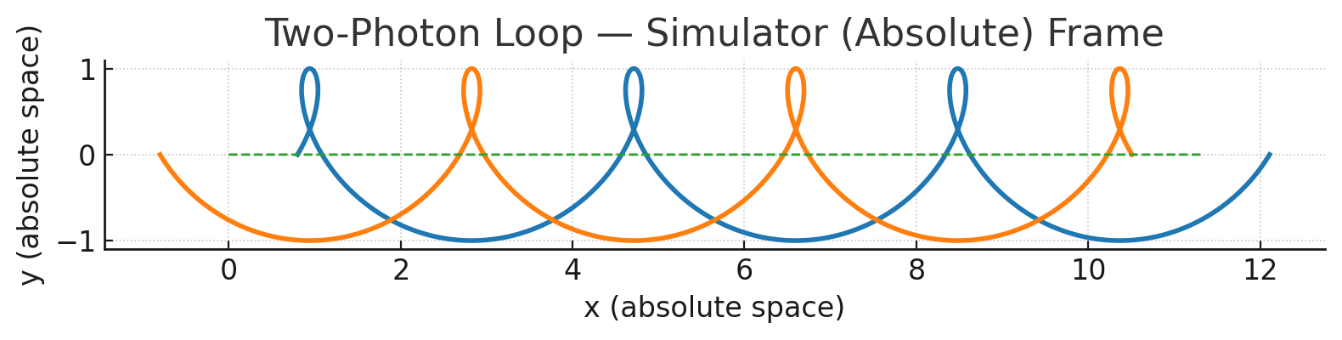 Two-Photon Loop — Simulator (Absolute) Frame
y (absolute space)
1
0
−1
0 2 4 6 8 10 12
x (absolute space)